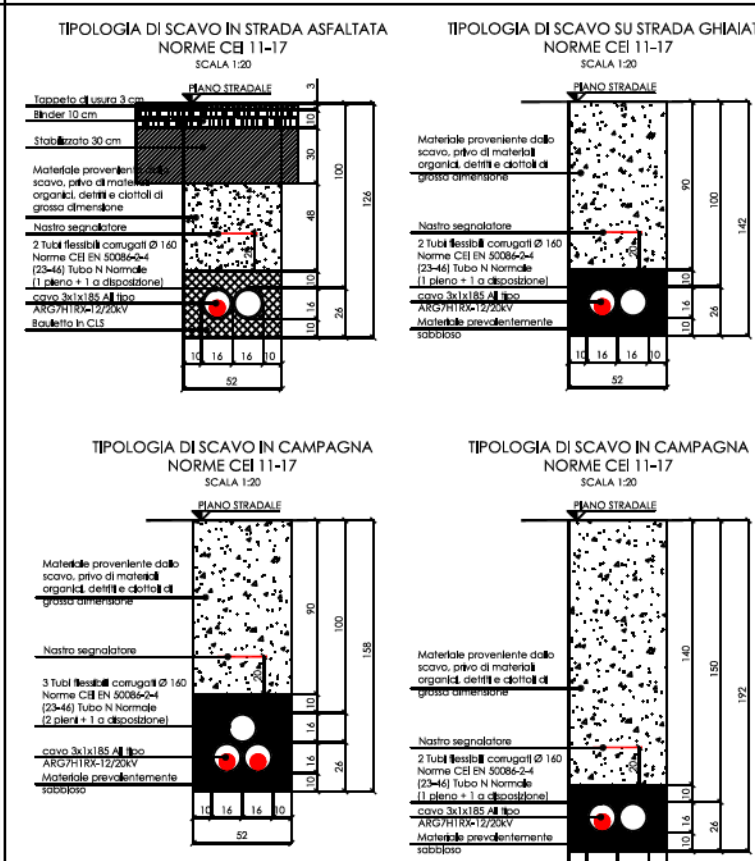 TIPOLOGIA DI SCAVO IN STRADA ASFALTATA
NORME CEI 11-17
SCALA 1:20
PIANO STRADALE
Tappeto di usura 3 cm
Binder 10 cm
Stabilizzato 30 cm
Materiale proveniente dallo
scavo, privo di materiali
organici, detriti e ciottoli di
grossa dimensione
Nastro segnalatore
2 Tubi flessibili corrugati Ø 160
Norme CEI EN 50086-2-4
(23-46) Tubo N Normale
(1 pieno + 1 a disposizione)
cavo 3x1x185 Al tipo
ARG7H1RX-12/20kV
Bauletto in CLS
3
10
30
48
10
16
10
100
26
126
20
10 16 16 10
52
TIPOLOGIA DI SCAVO SU STRADA GHIAIAT
NORME CEI 11-17
SCALA 1:20
PIANO STRADALE
Materiale proveniente dallo
scavo, privo di materiali
organici, detriti e ciottoli di
grossa dimensione
Nastro segnalatore
2 Tubi flessibili corrugati Ø 160
Norme CEI EN 50086-2-4
(23-46) Tubo N Normale
(1 pieno + 1 a disposizione)
cavo 3x1x185 Al tipo
ARG7H1RX-12/20kV
Materiale prevalentemente
sabbioso
90
10
16
10
100
26
142
20
10 16 16 10
52
TIPOLOGIA DI SCAVO IN CAMPAGNA
NORME CEI 11-17
SCALA 1:20
PIANO STRADALE
Materiale proveniente dallo
scavo, privo di materiali
organici, detriti e ciottoli di
grossa dimensione
Nastro segnalatore
3 Tubi flessibili corrugati Ø 160
Norme CEI EN 50086-2-4
(23-46) Tubo N Normale
(2 pieni + 1 a disposizione)
cavo 3x1x185 Al tipo
ARG7H1RX-12/20kV
Materiale prevalentemente
sabbioso
90
10
16
16
10
100
26
158
20
10 16 16 10
52
TIPOLOGIA DI SCAVO IN CAMPAGNA
NORME CEI 11-17
SCALA 1:20
PIANO STRADALE
Materiale proveniente dallo
scavo, privo di materiali
organici, detriti e ciottoli di
grossa dimensione
Nastro segnalatore
2 Tubi flessibili corrugati Ø 160
Norme CEI EN 50086-2-4
(23-46) Tubo N Normale
(1 pieno + 1 a disposizione)
cavo 3x1x185 Al tipo
ARG7H1RX-12/20kV
Materiale prevalentemente
sabbioso
140
10
16
10
150
26
192
20